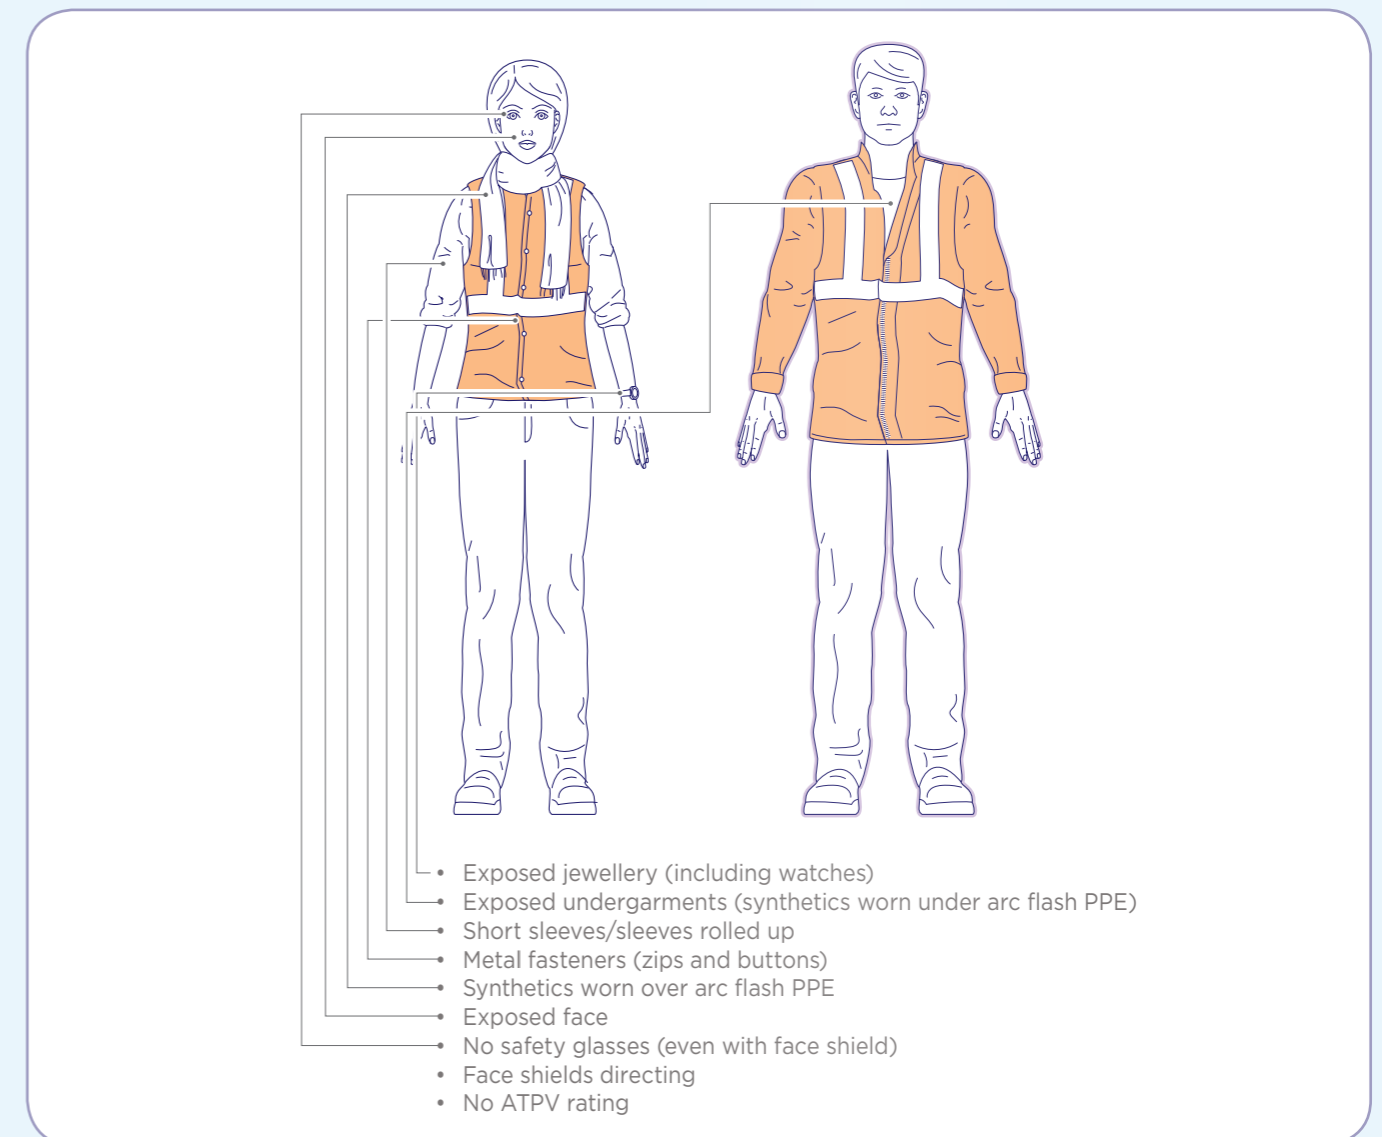 • Exposed jewellery (including watches)
• Exposed undergarments (synthetics worn under arc flash PPE)
• Short sleeves/sleeves rolled up
• Metal fasteners (zips and buttons)
• Synthetics worn over arc flash PPE
• Exposed face
• No safety glasses (even with face shield)
• Face shields directing
• No ATPV rating